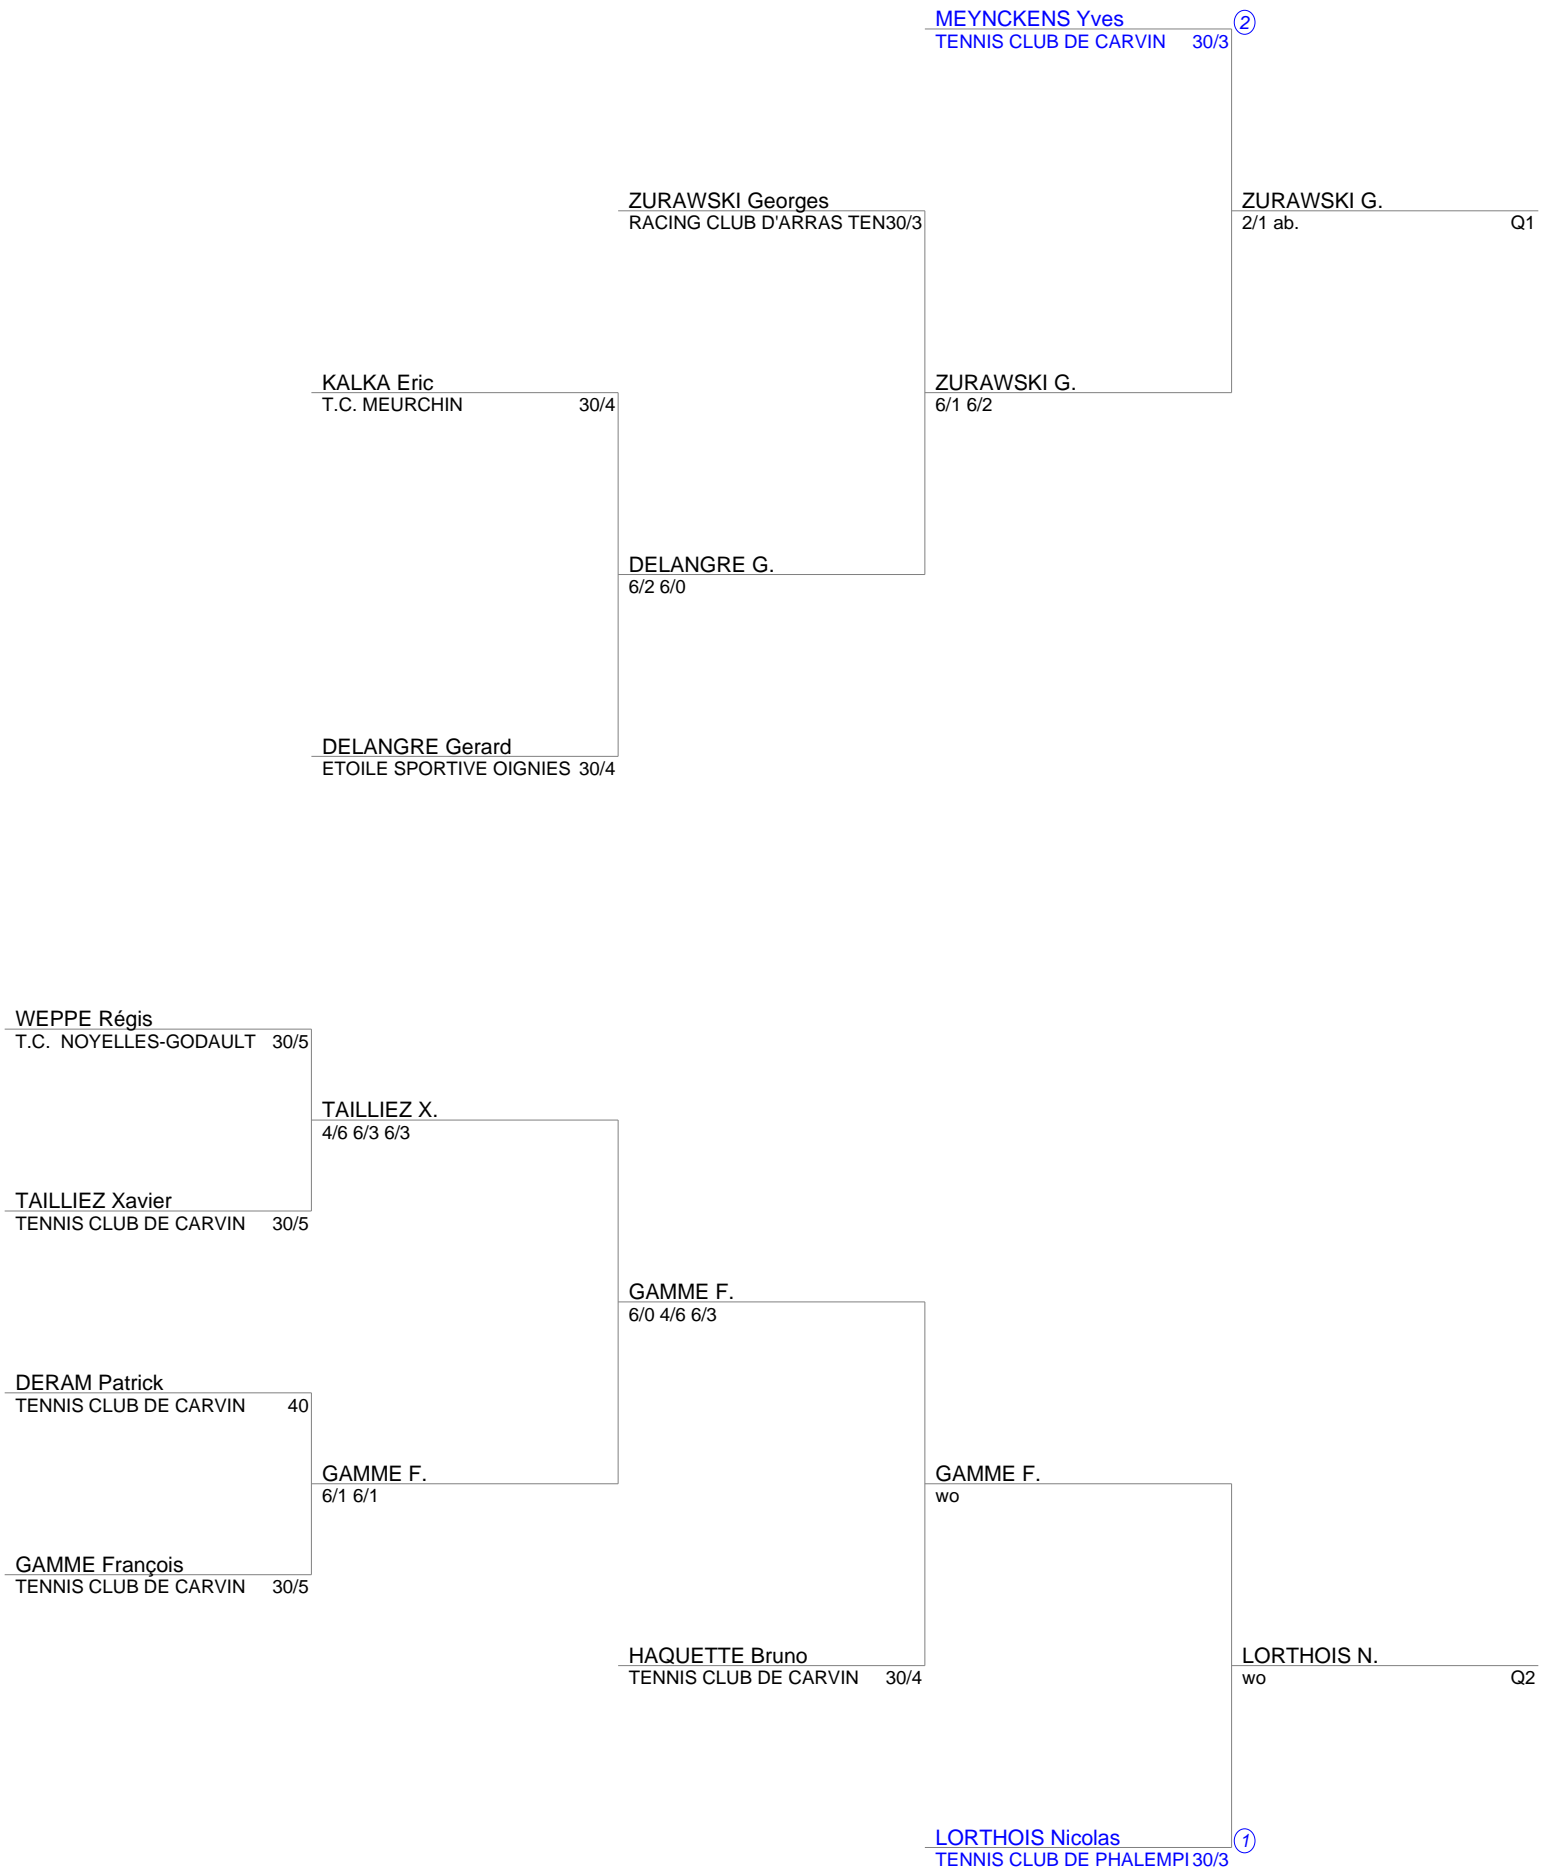 MEYNCKENS Yves 2
TENNIS CLUB DE CARVIN 30/3
ZURAWSKI Georges ZURAWSKI G.
RACING CLUB D'ARRAS TEN30/3 2/1 ab. Q1
KALKA Eric ZURAWSKI G.
T.C. MEURCHIN 30/4 6/1 6/2
DELANGRE G.
6/2 6/0
DELANGRE Gerard
ETOILE SPORTIVE OIGNIES 30/4
WEPPE Régis
T.C. NOYELLES-GODAULT 30/5
TAILLIEZ X.
4/6 6/3 6/3
TAILLIEZ Xavier
TENNIS CLUB DE CARVIN 30/5
GAMME F.
6/0 4/6 6/3
DERAM Patrick
TENNIS CLUB DE CARVIN 40
GAMME F. GAMME F.
6/1 6/1 wo
GAMME François
TENNIS CLUB DE CARVIN 30/5
HAQUETTE Bruno LORTHOIS N.
TENNIS CLUB DE CARVIN 30/4 wo Q2
LORTHOIS Nicolas 1
TENNIS CLUB DE PHALEMPI 30/3